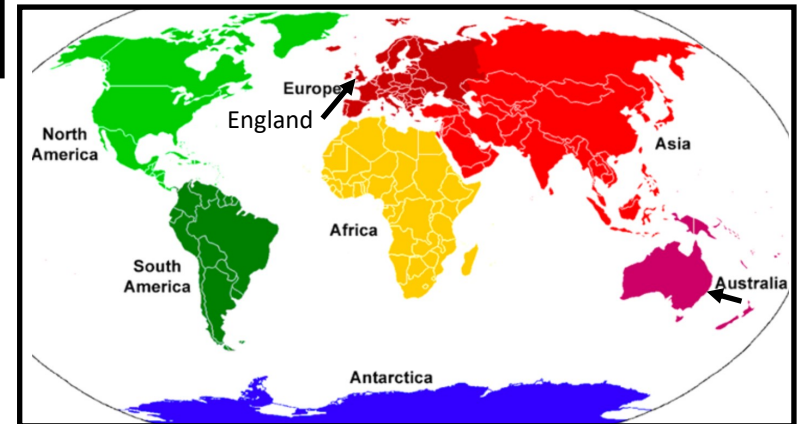 Europe
England
North
America
Asia
Africa
South
America
Australia
Antarctica